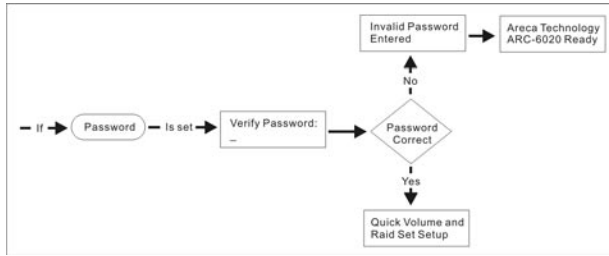 Invalid Password
Entered
Areca Technology
ARC-6020 Ready
No
If
Password
Is set
Verify Password:
_
Password
Correct
Yes
Quick Volume and
Raid Set Setup